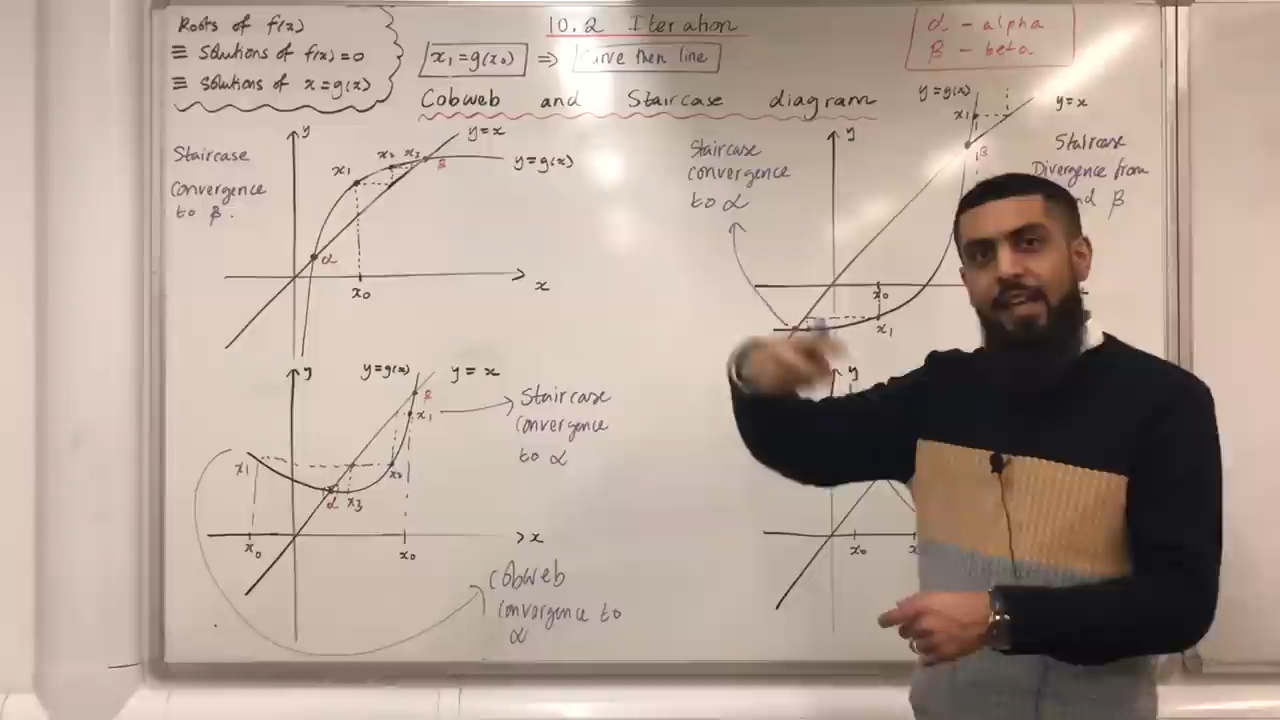 Roots of f(x)
≡ solutions of f(x)=0
≡ solutions of x=g(x)
10.2 Iteration
x₁=g(x₀) ⇒ Curve then line
α - alpha
β - beta
Cobweb and Staircase diagram
Staircase
convergence
to β.
y
y=x
y=g(x)
x₁
x₂
x₃
β
α
x₀
x
Staircase
convergence
to α
y
y=g(x)
y=x
x₁
β
Staircase
Divergence from
β
x₀
x₁
y
y=g(x)
y=x
β
x₁
Staircase
convergence
to α
x₁
x₂
α
x₃
x₀
x₀
x
cobweb
convergence to
α
y
x₀